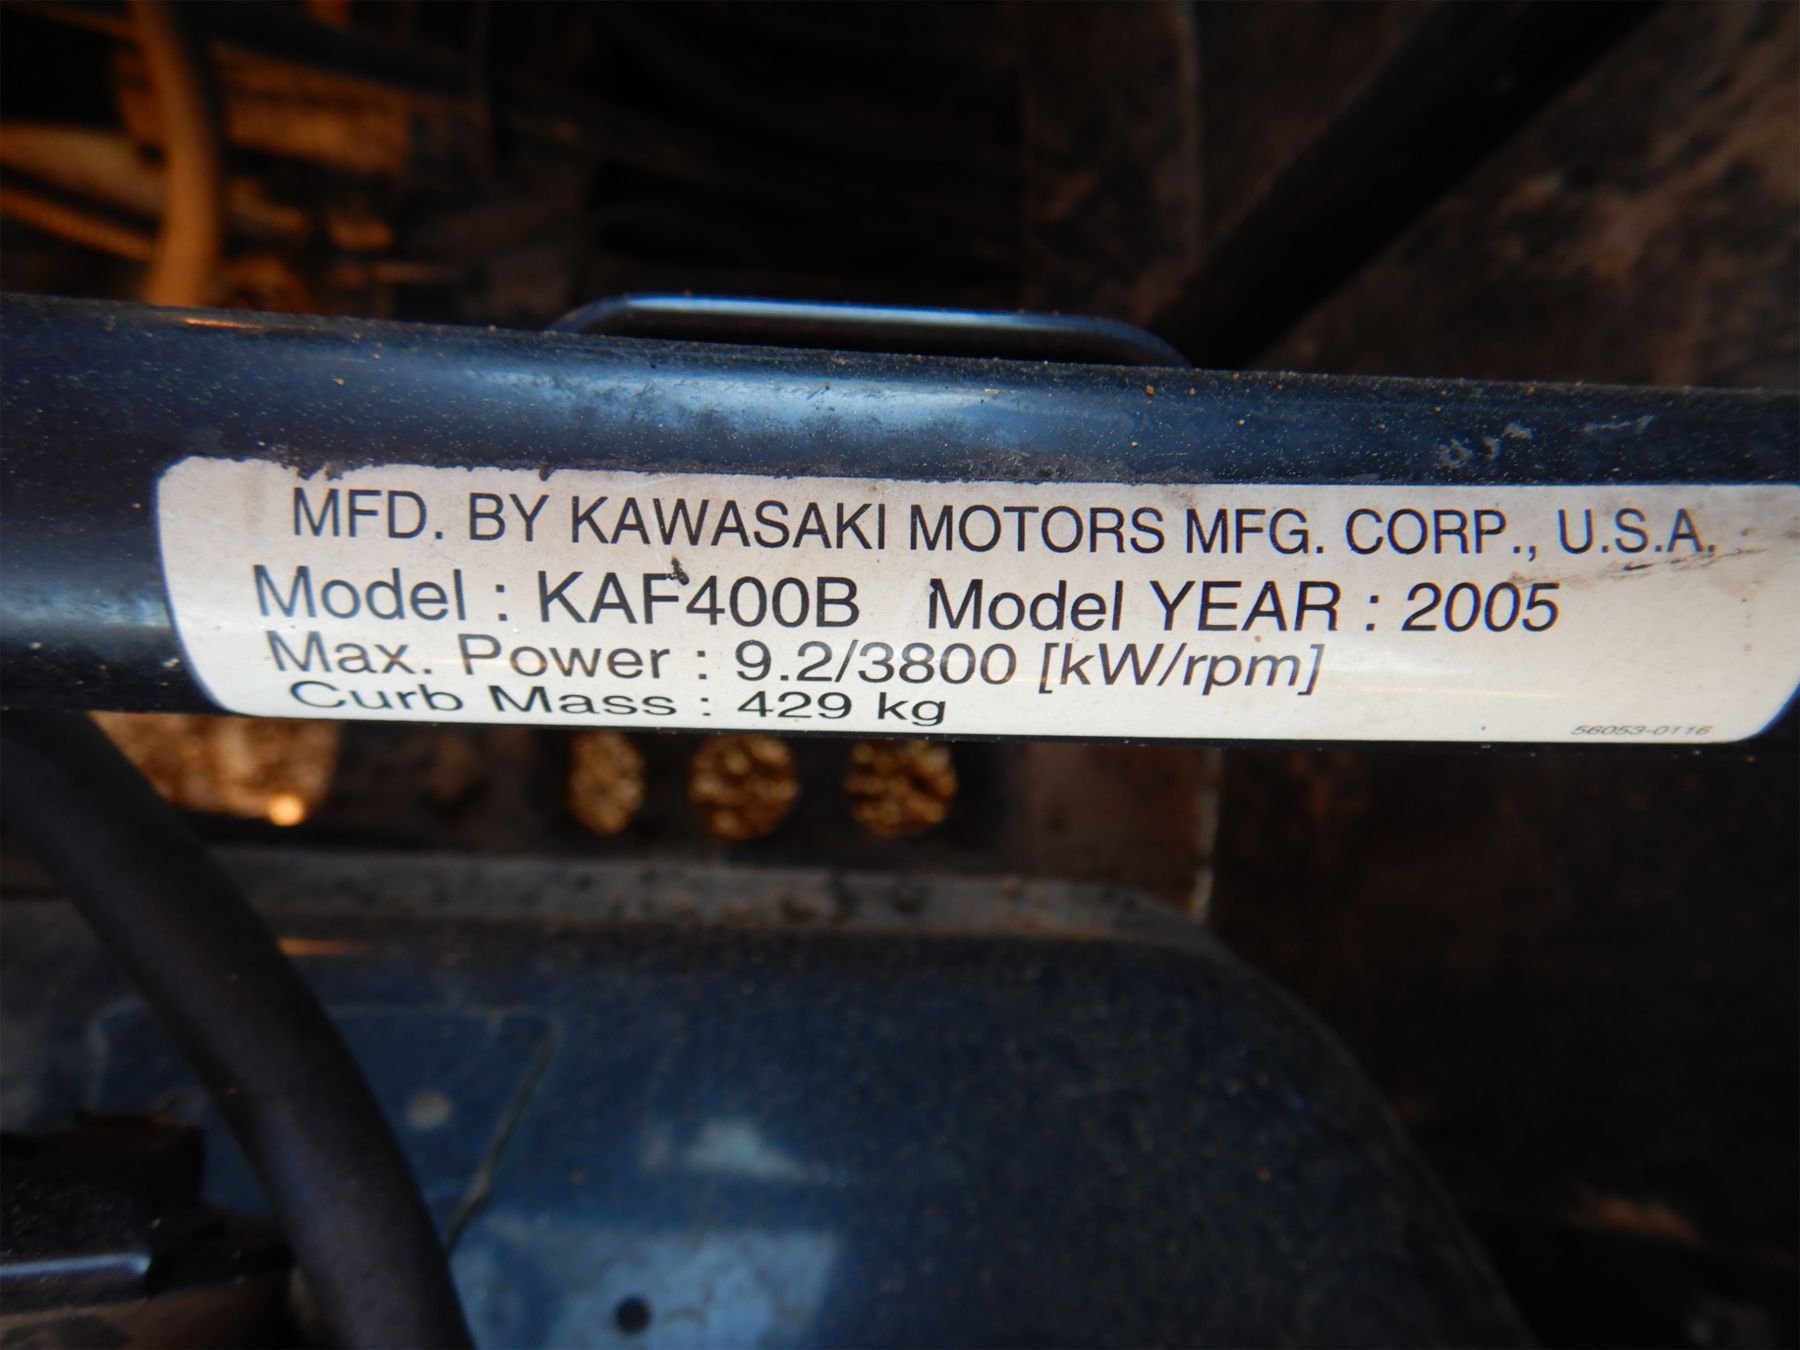 MFD. BY KAWASAKI MOTORS MFG. CORP., U.S.A.
Model : KAF400B Model YEAR : 2005
Max. Power : 9.2/3800 [kW/rpm]
Curb Mass : 429 kg
56053-0116